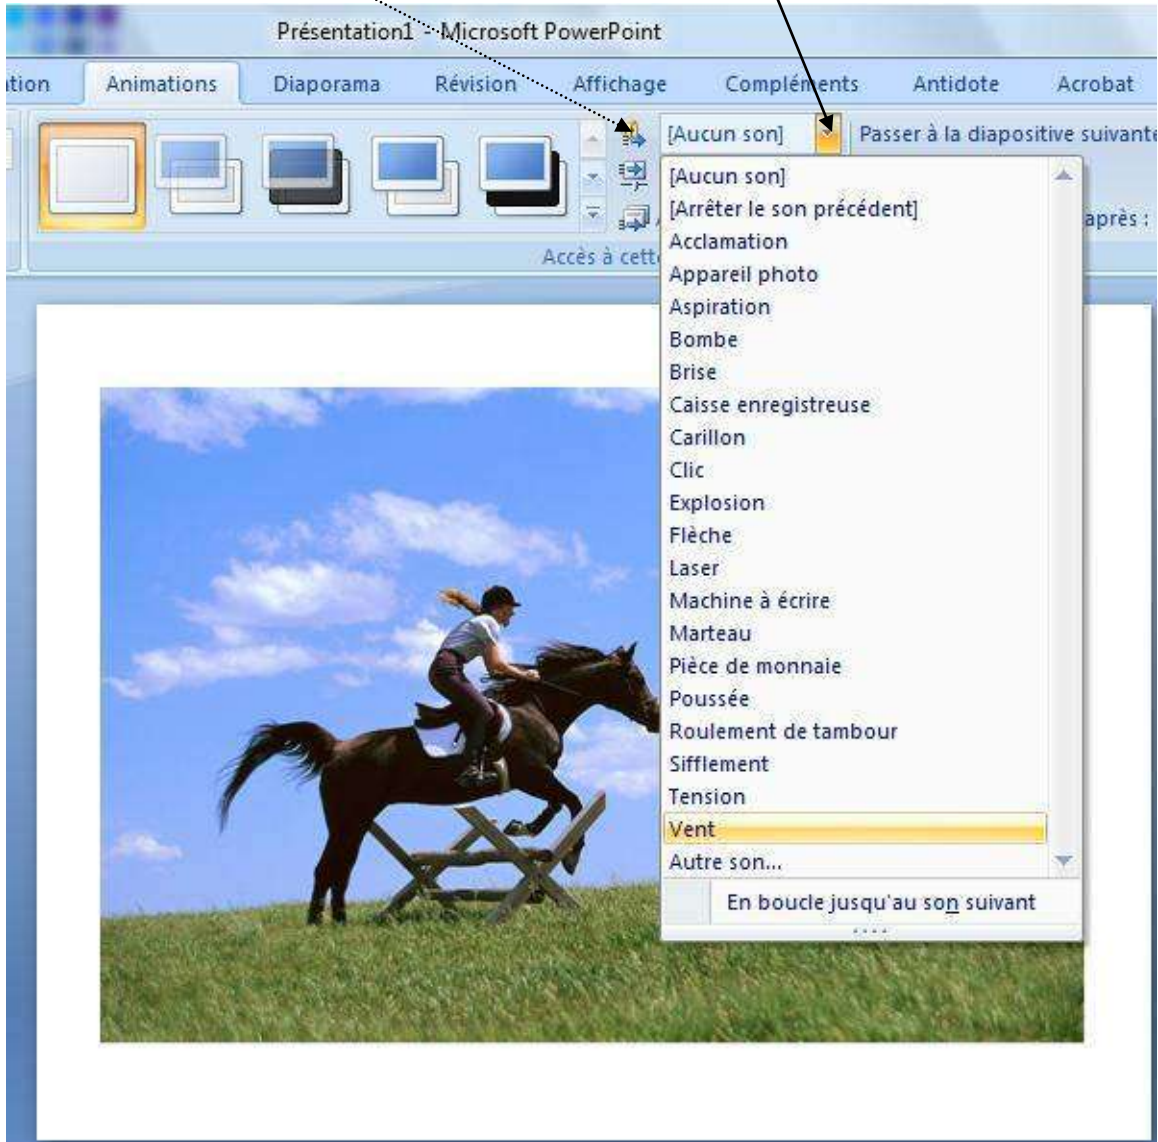 Présentation1 - Microsoft PowerPoint
Animations Diaporama Révision Affichage Compléments Antidote Acrobat
[Aucun son] Passer à la diapositive suivante
[Aucun son]
[Arrêter le son précédent]
après :
Acclamation
Accès à cette
Appareil photo
Aspiration
Bombe
Brise
Caisse enregistreuse
Carillon
Clic
Explosion
Flèche
Laser
Machine à écrire
Marteau
Pièce de monnaie
Poussée
Roulement de tambour
Sifflement
Tension
Vent
Autre son...
En boucle jusqu'au son suivant